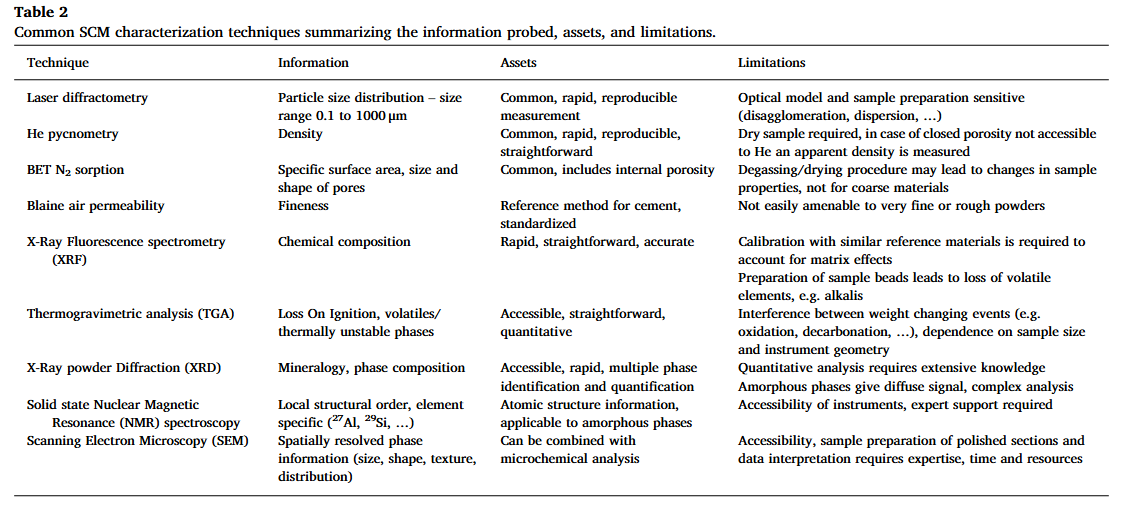 Table 2
Common SCM characterization techniques summarizing the information probed, assets, and limitations.
Technique Information Assets Limitations
Laser diffractometry Particle size distribution – size Common, rapid, reproducible Optical model and sample preparation sensitive
range 0.1 to 1000 μm measurement (disagglomeration, dispersion, …)
He pycnometry Density Common, rapid, reproducible, Dry sample required, in case of closed porosity not accessible
straightforward to He an apparent density is measured
BET N₂ sorption Specific surface area, size and Common, includes internal porosity Degassing/drying procedure may lead to changes in sample
shape of pores properties, not for coarse materials
Blaine air permeability Fineness Reference method for cement, Not easily amenable to very fine or rough powders
standardized
X-Ray Fluorescence spectrometry Chemical composition Rapid, straightforward, accurate Calibration with similar reference materials is required to
(XRF) account for matrix effects
Preparation of sample beads leads to loss of volatile
elements, e.g. alkalis
Thermogravimetric analysis (TGA) Loss On Ignition, volatiles/ Accessible, straightforward, Interference between weight changing events (e.g.
thermally unstable phases quantitative oxidation, decarbonation, …), dependence on sample size
and instrument geometry
X-Ray powder Diffraction (XRD) Mineralogy, phase composition Accessible, rapid, multiple phase Quantitative analysis requires extensive knowledge
identification and quantification Amorphous phases give diffuse signal, complex analysis
Solid state Nuclear Magnetic Local structural order, element Atomic structure information, Accessibility of instruments, expert support required
Resonance (NMR) spectroscopy specific (²⁷Al, ²⁹Si, …) applicable to amorphous phases
Scanning Electron Microscopy (SEM) Spatially resolved phase Can be combined with Accessibility, sample preparation of polished sections and
information (size, shape, texture, microchemical analysis data interpretation requires expertise, time and resources
distribution)